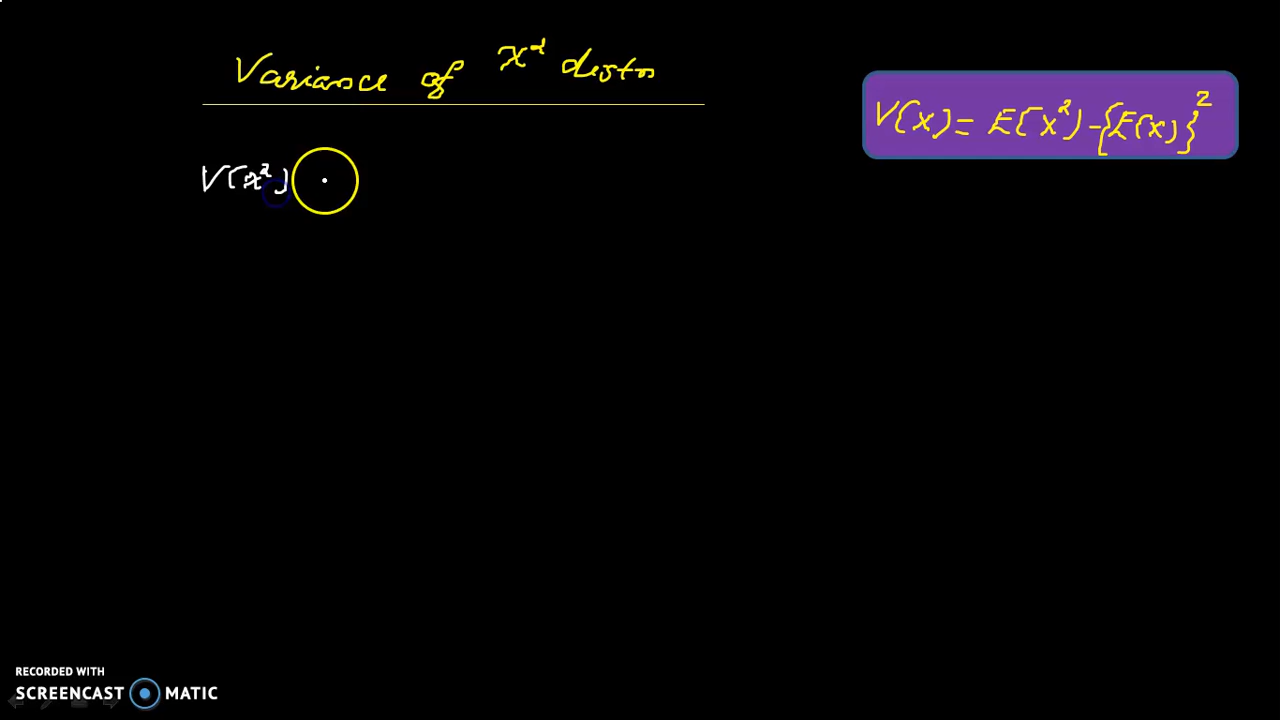 Variance of χ² distn
V(x) = E(x²) - {E(x)}²
V(χ²)
RECORDED WITH
SCREENCAST MATIC